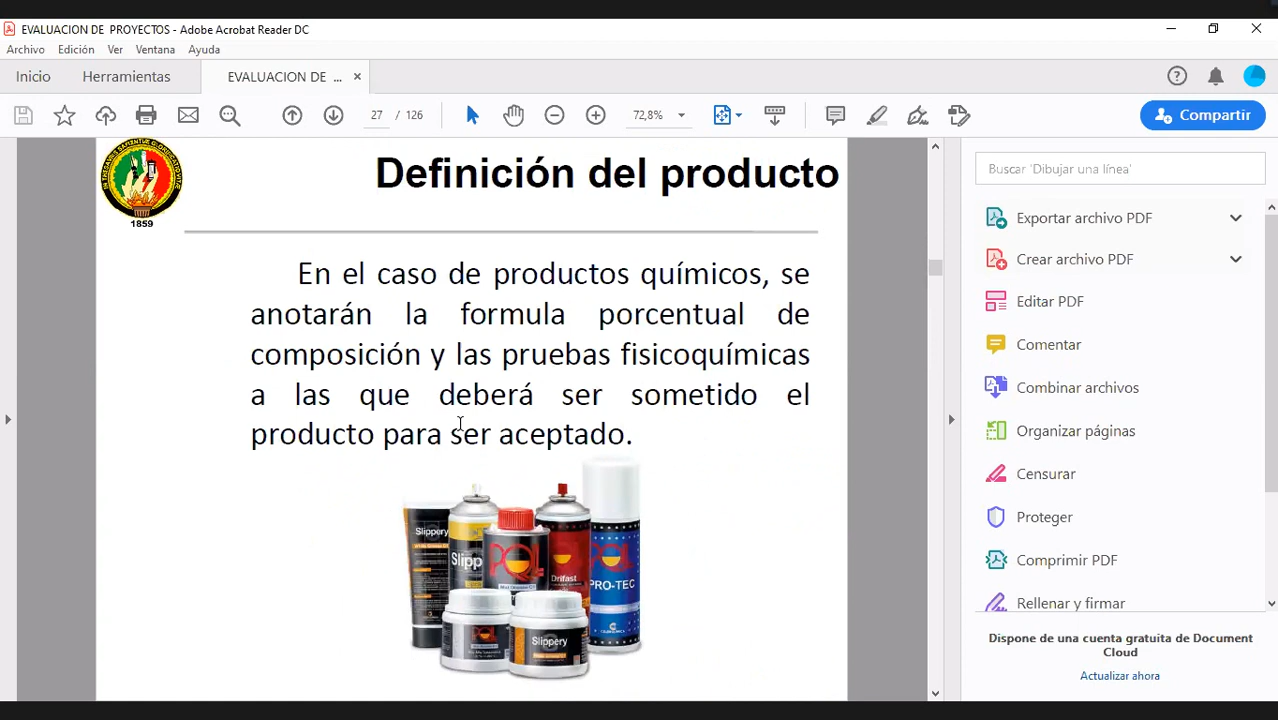 EVALUACION DE PROYECTOS - Adobe Acrobat Reader DC
Archivo Edición Ver Ventana Ayuda
Inicio Herramientas EVALUACION DE ... ×
27 / 126 72,8% Compartir
Definición del producto
1859
En el caso de productos químicos, se
anotarán la formula porcentual de
composición y las pruebas fisicoquímicas
a las que deberá ser sometido el
producto para ser aceptado.
Slippery
Slipp
PQL
Drifast
PRO-TEC
Slippery
Buscar 'Dibujar una línea'
Exportar archivo PDF
Crear archivo PDF
Editar PDF
Comentar
Combinar archivos
Organizar páginas
Censurar
Proteger
Comprimir PDF
Rellenar y firmar
Dispone de una cuenta gratuita de Document
Cloud
Actualizar ahora